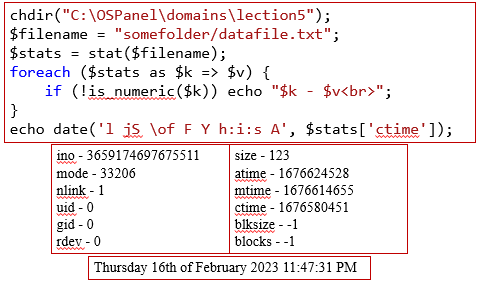 chdir("C:\OSPanel\domains\lection5");
$filename = "somefolder/datafile.txt";
$stats = stat($filename);
foreach ($stats as $k => $v) {
    if (!is_numeric($k)) echo "$k - $v<br>";
}
echo date('l jS \of F Y h:i:s A', $stats['ctime']);
ino - 3659174697675511
mode - 33206
nlink - 1
uid - 0
gid - 0
rdev - 0
size - 123
atime - 1676624528
mtime - 1676614655
ctime - 1676580451
blksize - -1
blocks - -1
Thursday 16th of February 2023 11:47:31 PM